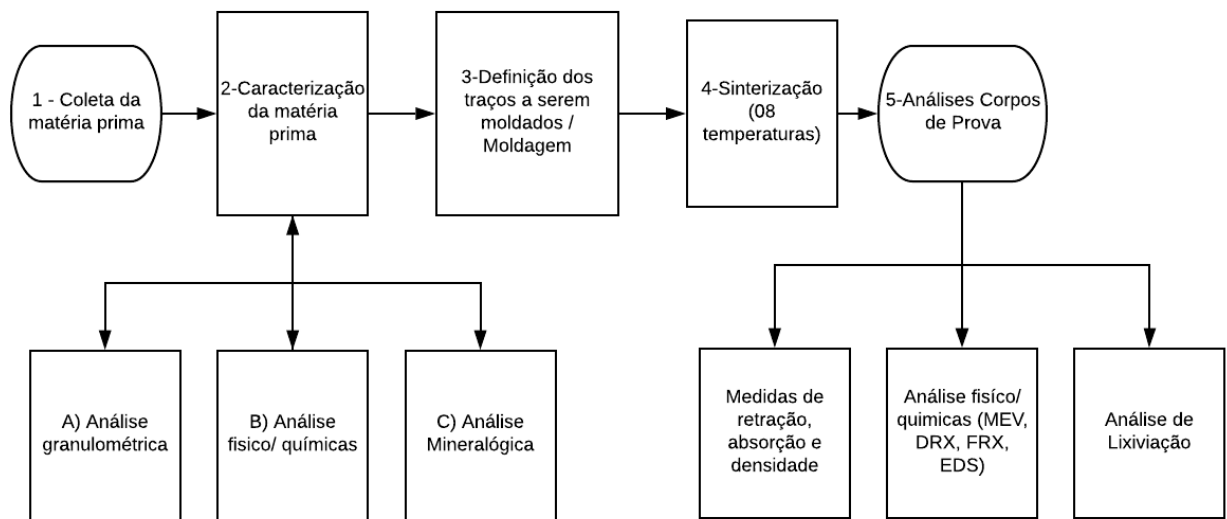 1 - Coleta da
matéria prima
2-Caracterização
da matéria
prima
3-Definição dos
traços a serem
moldados /
Moldagem
4-Sinterização
(08
temperaturas)
5-Análises Corpos
de Prova
A) Análise
granulométrica
B) Análise
fisico/ químicas
C) Análise
Mineralógica
Medidas de
retração,
absorção e
densidade
Análise fisíco/
quimicas (MEV,
DRX, FRX,
EDS)
Análise de
Lixiviação